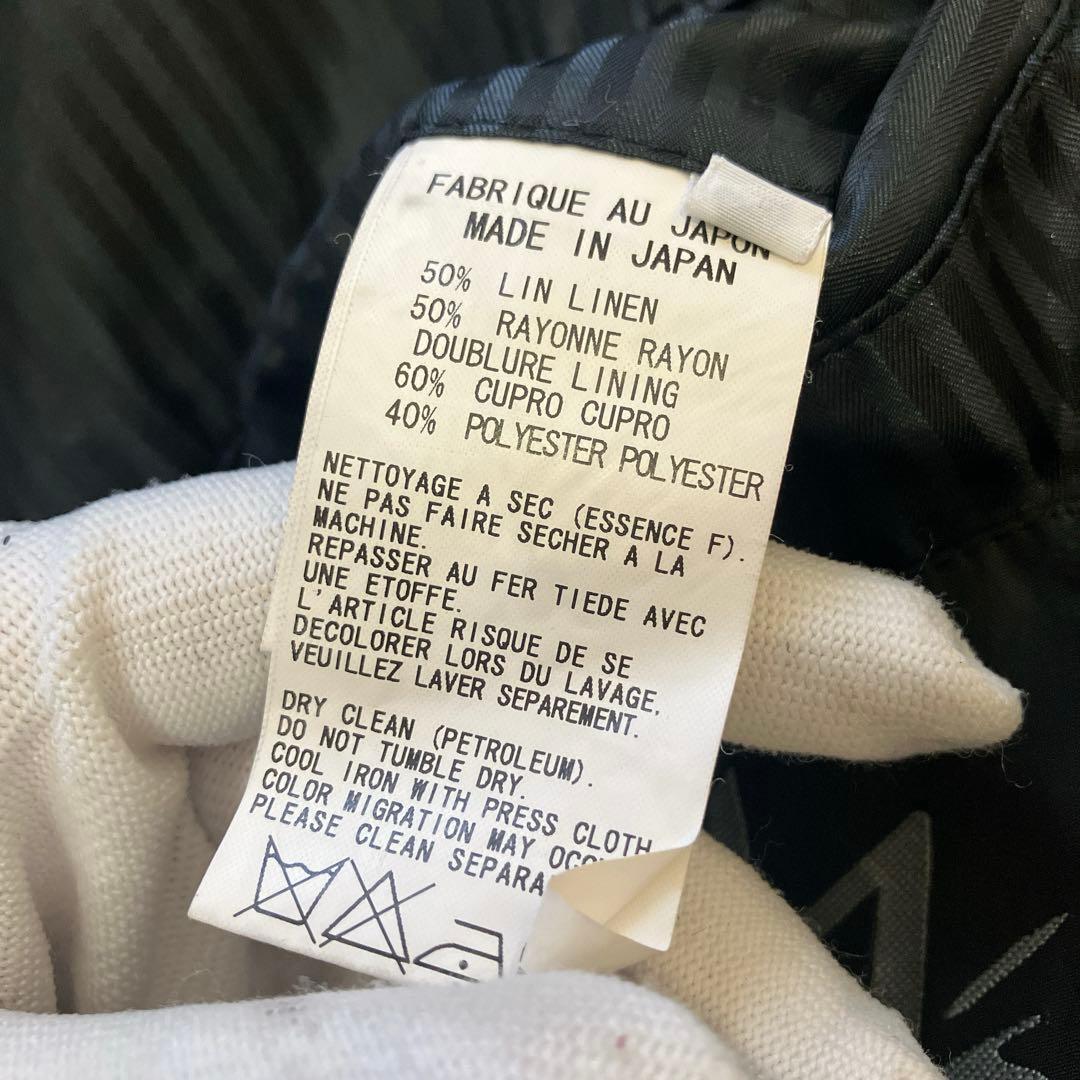 FABRIQUE AU JAPON
MADE IN JAPAN
50% LIN LINEN
50% RAYONNE RAYON
DOUBLURE LINING
60% CUPRO CUPRO
40% POLYESTER POLYESTER
NETTOYAGE A SEC (ESSENCE F).
NE PAS FAIRE SECHER A LA
MACHINE.
REPASSER AU FER TIEDE AVEC
UNE ETOFFE.
L'ARTICLE RISQUE DE SE
DECOLORER LORS DU LAVAGE,
VEUILLEZ LAVER SEPAREMENT.
DRY CLEAN (PETROLEUM).
DO NOT TUMBLE DRY.
COOL IRON WITH PRESS CLOTH
COLOR MIGRATION MAY
PLEASE CLEAN